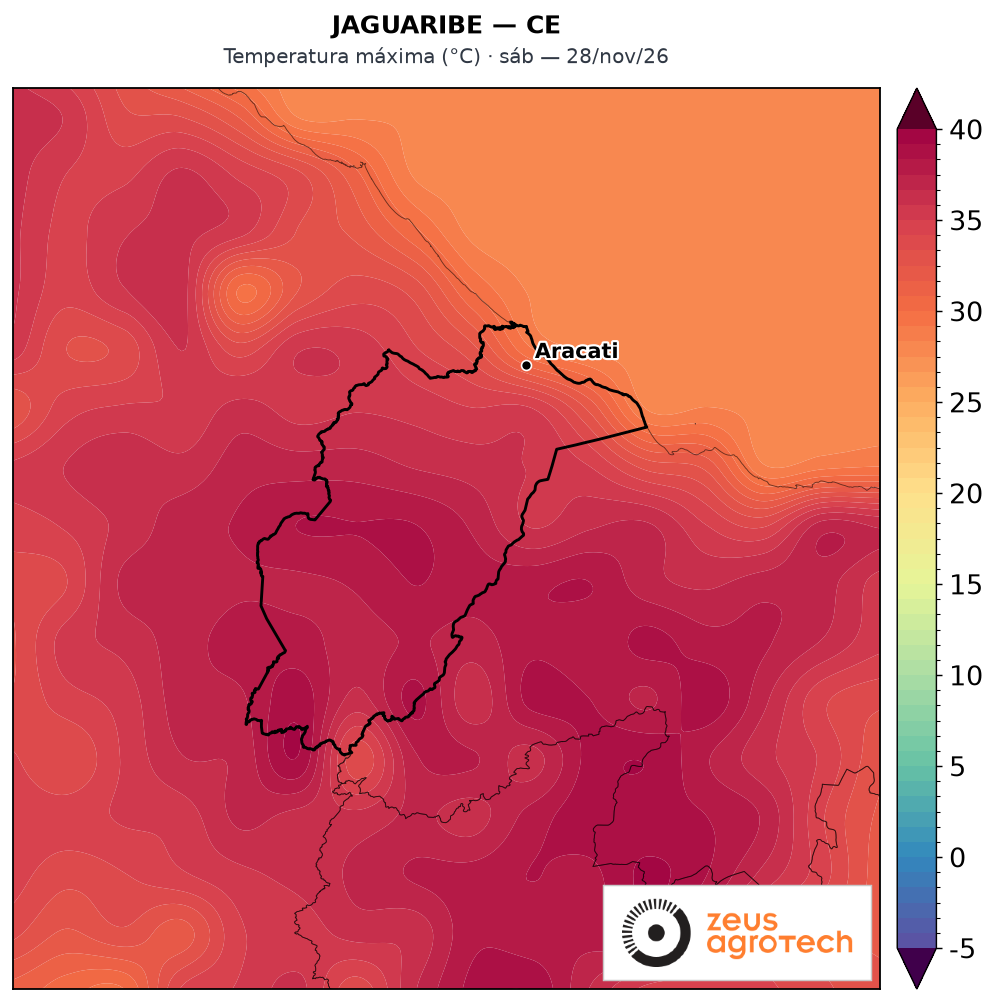 JAGUARIBE — CE
Temperatura máxima (°C) · sáb — 28/nov/26
Aracati
40
35
30
25
20
15
10
5
0
-5
zeus
agrotech